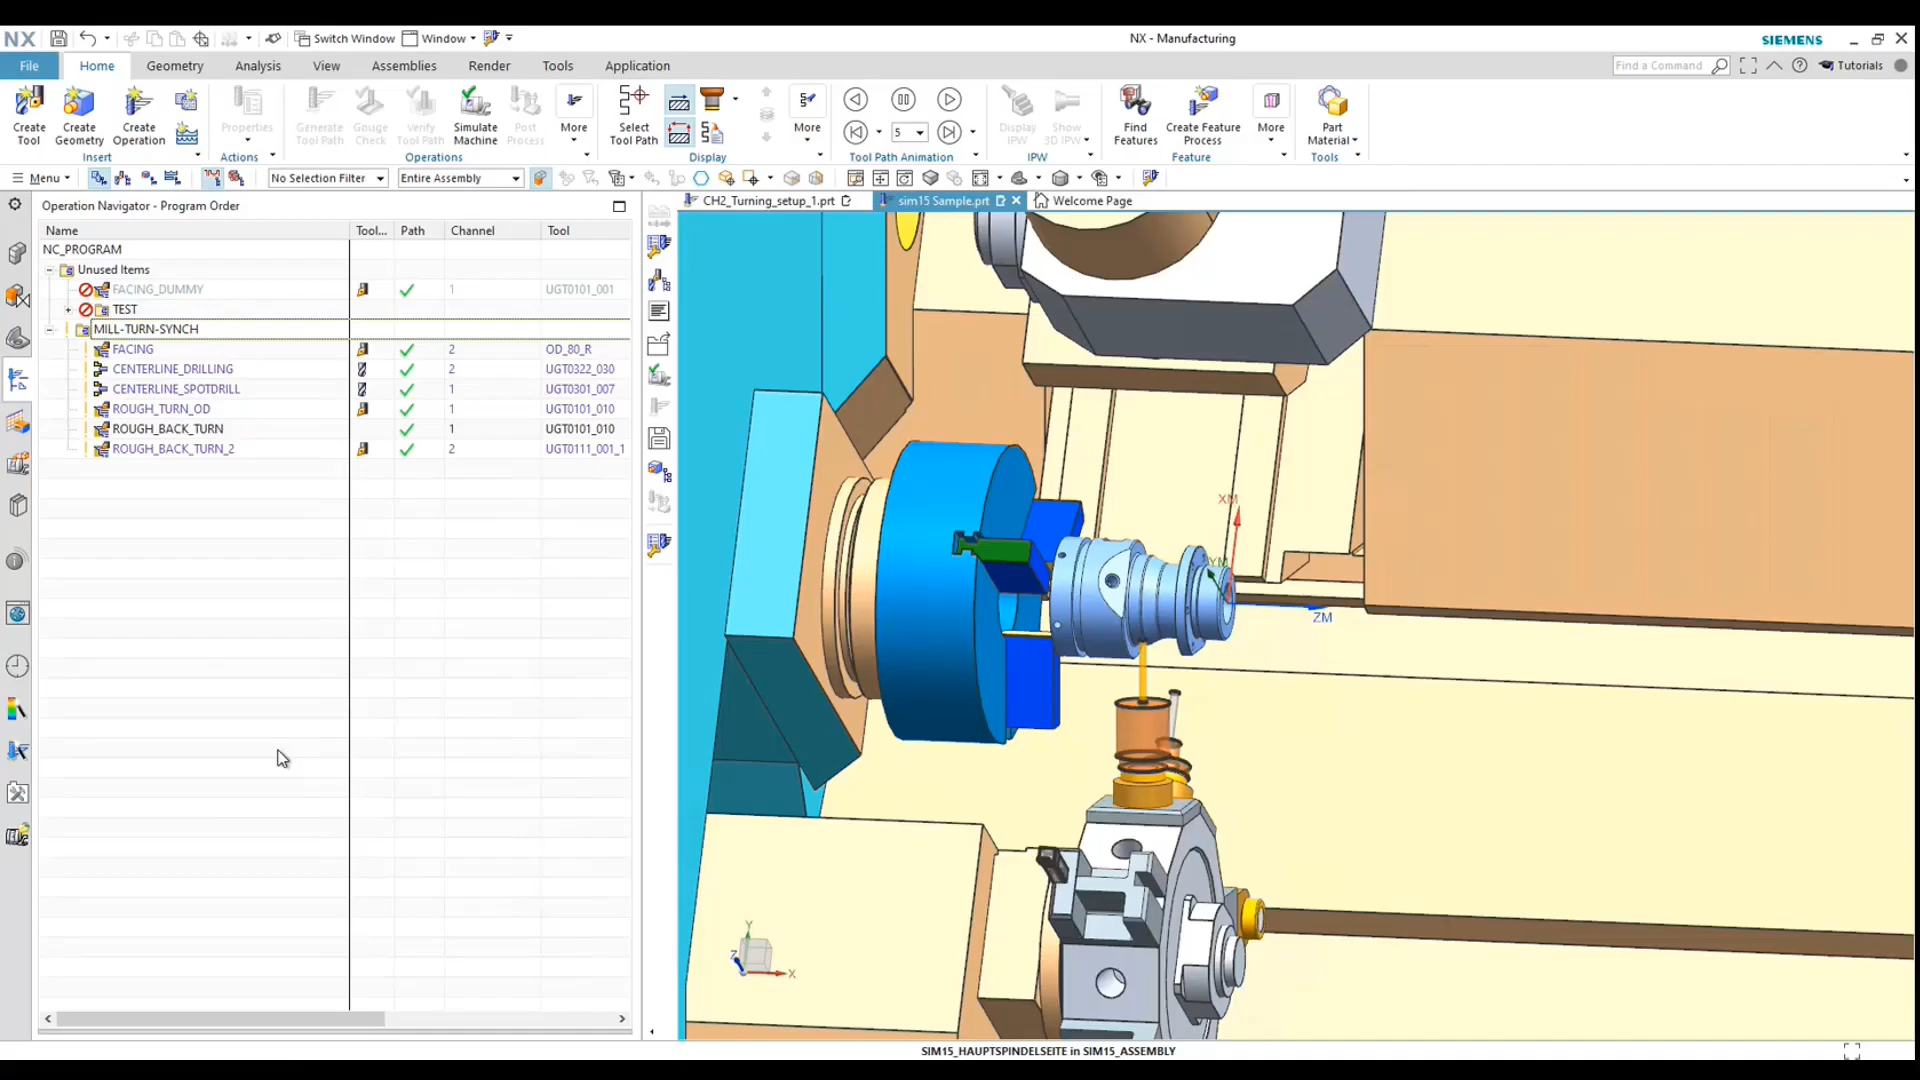 NX
Switch Window
Window
NX - Manufacturing
SIEMENS
File
Home
Geometry
Analysis
View
Assemblies
Render
Tools
Application
Find a Command
Tutorials
Create Tool
Create Geometry
Create Operation
Properties
Generate Tool Path
Gouge Check
Verify Tool Path
Simulate Machine
Post Process
More
Select Tool Path
More
5
Display IPW
Show 3D IPW
Find Features
Create Feature Process
More
Part Material
Insert
Actions
Operations
Display
Tool Path Animation
IPW
Feature
Tools
Menu
No Selection Filter
Entire Assembly
Operation Navigator - Program Order
CH2_Turning_setup_1.prt
sim15 Sample.prt
Welcome Page
Name
Tool...
Path
Channel
Tool
NC_PROGRAM
Unused Items
FACING_DUMMY
1
UGT0101_001
TEST
MILL-TURN-SYNCH
FACING
2
OD_80_R
CENTERLINE_DRILLING
2
UGT0322_030
CENTERLINE_SPOTDRILL
1
UGT0301_007
ROUGH_TURN_OD
1
UGT0101_010
ROUGH_BACK_TURN
1
UGT0101_010
ROUGH_BACK_TURN_2
2
UGT0111_001_1
XM
YM
ZM
Y
Z
X
SIM15_HAUPTSPINDELSEITE in SIM15_ASSEMBLY